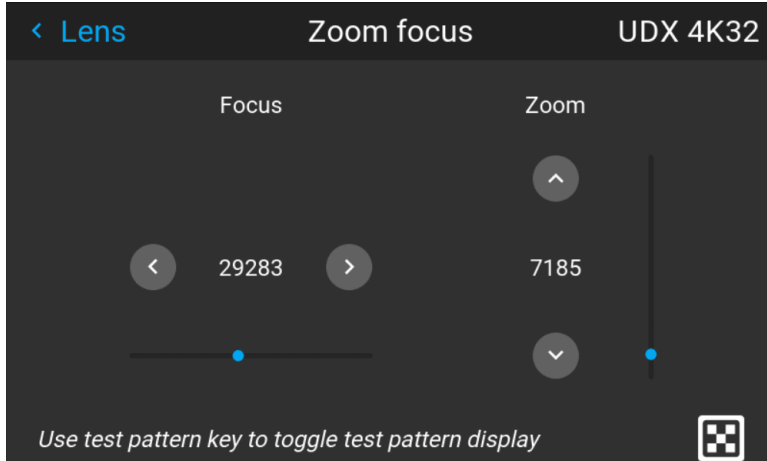 Lens Zoom focus UDX 4K32
Focus Zoom
29283 7185
Use test pattern key to toggle test pattern display